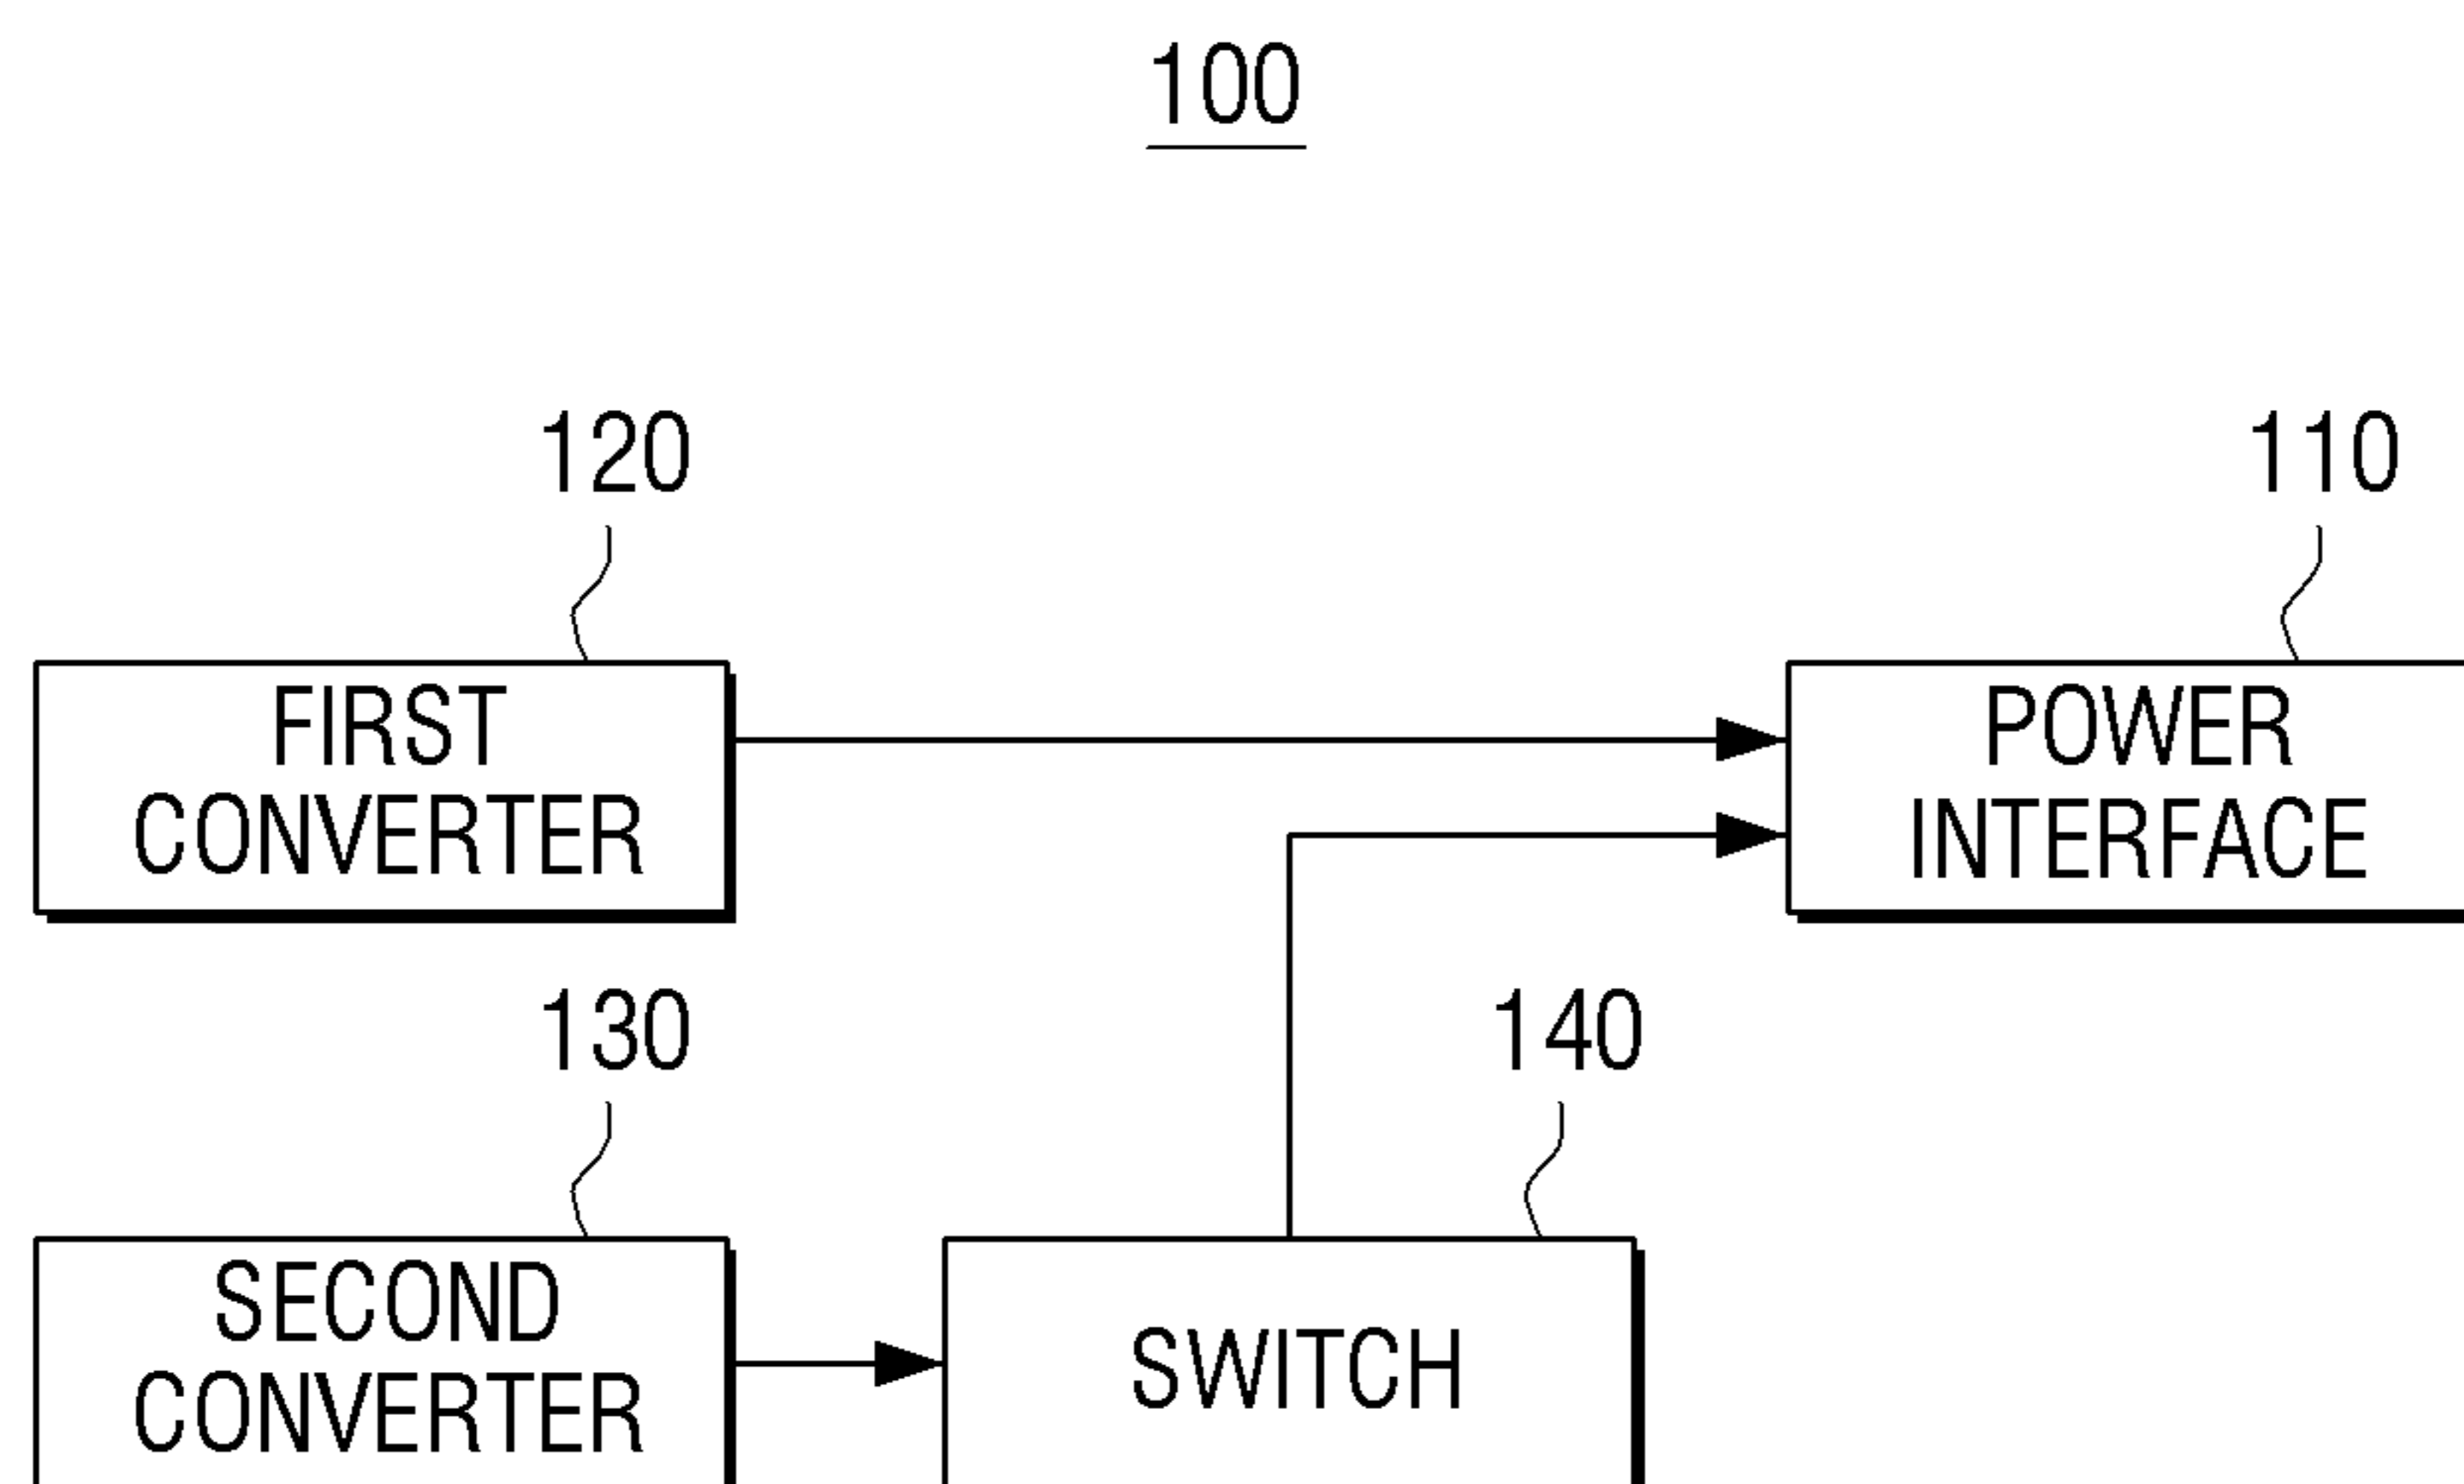 100
120
110
FIRST
CONVERTER
POWER
INTERFACE
130
140
SECOND
CONVERTER
SWITCH